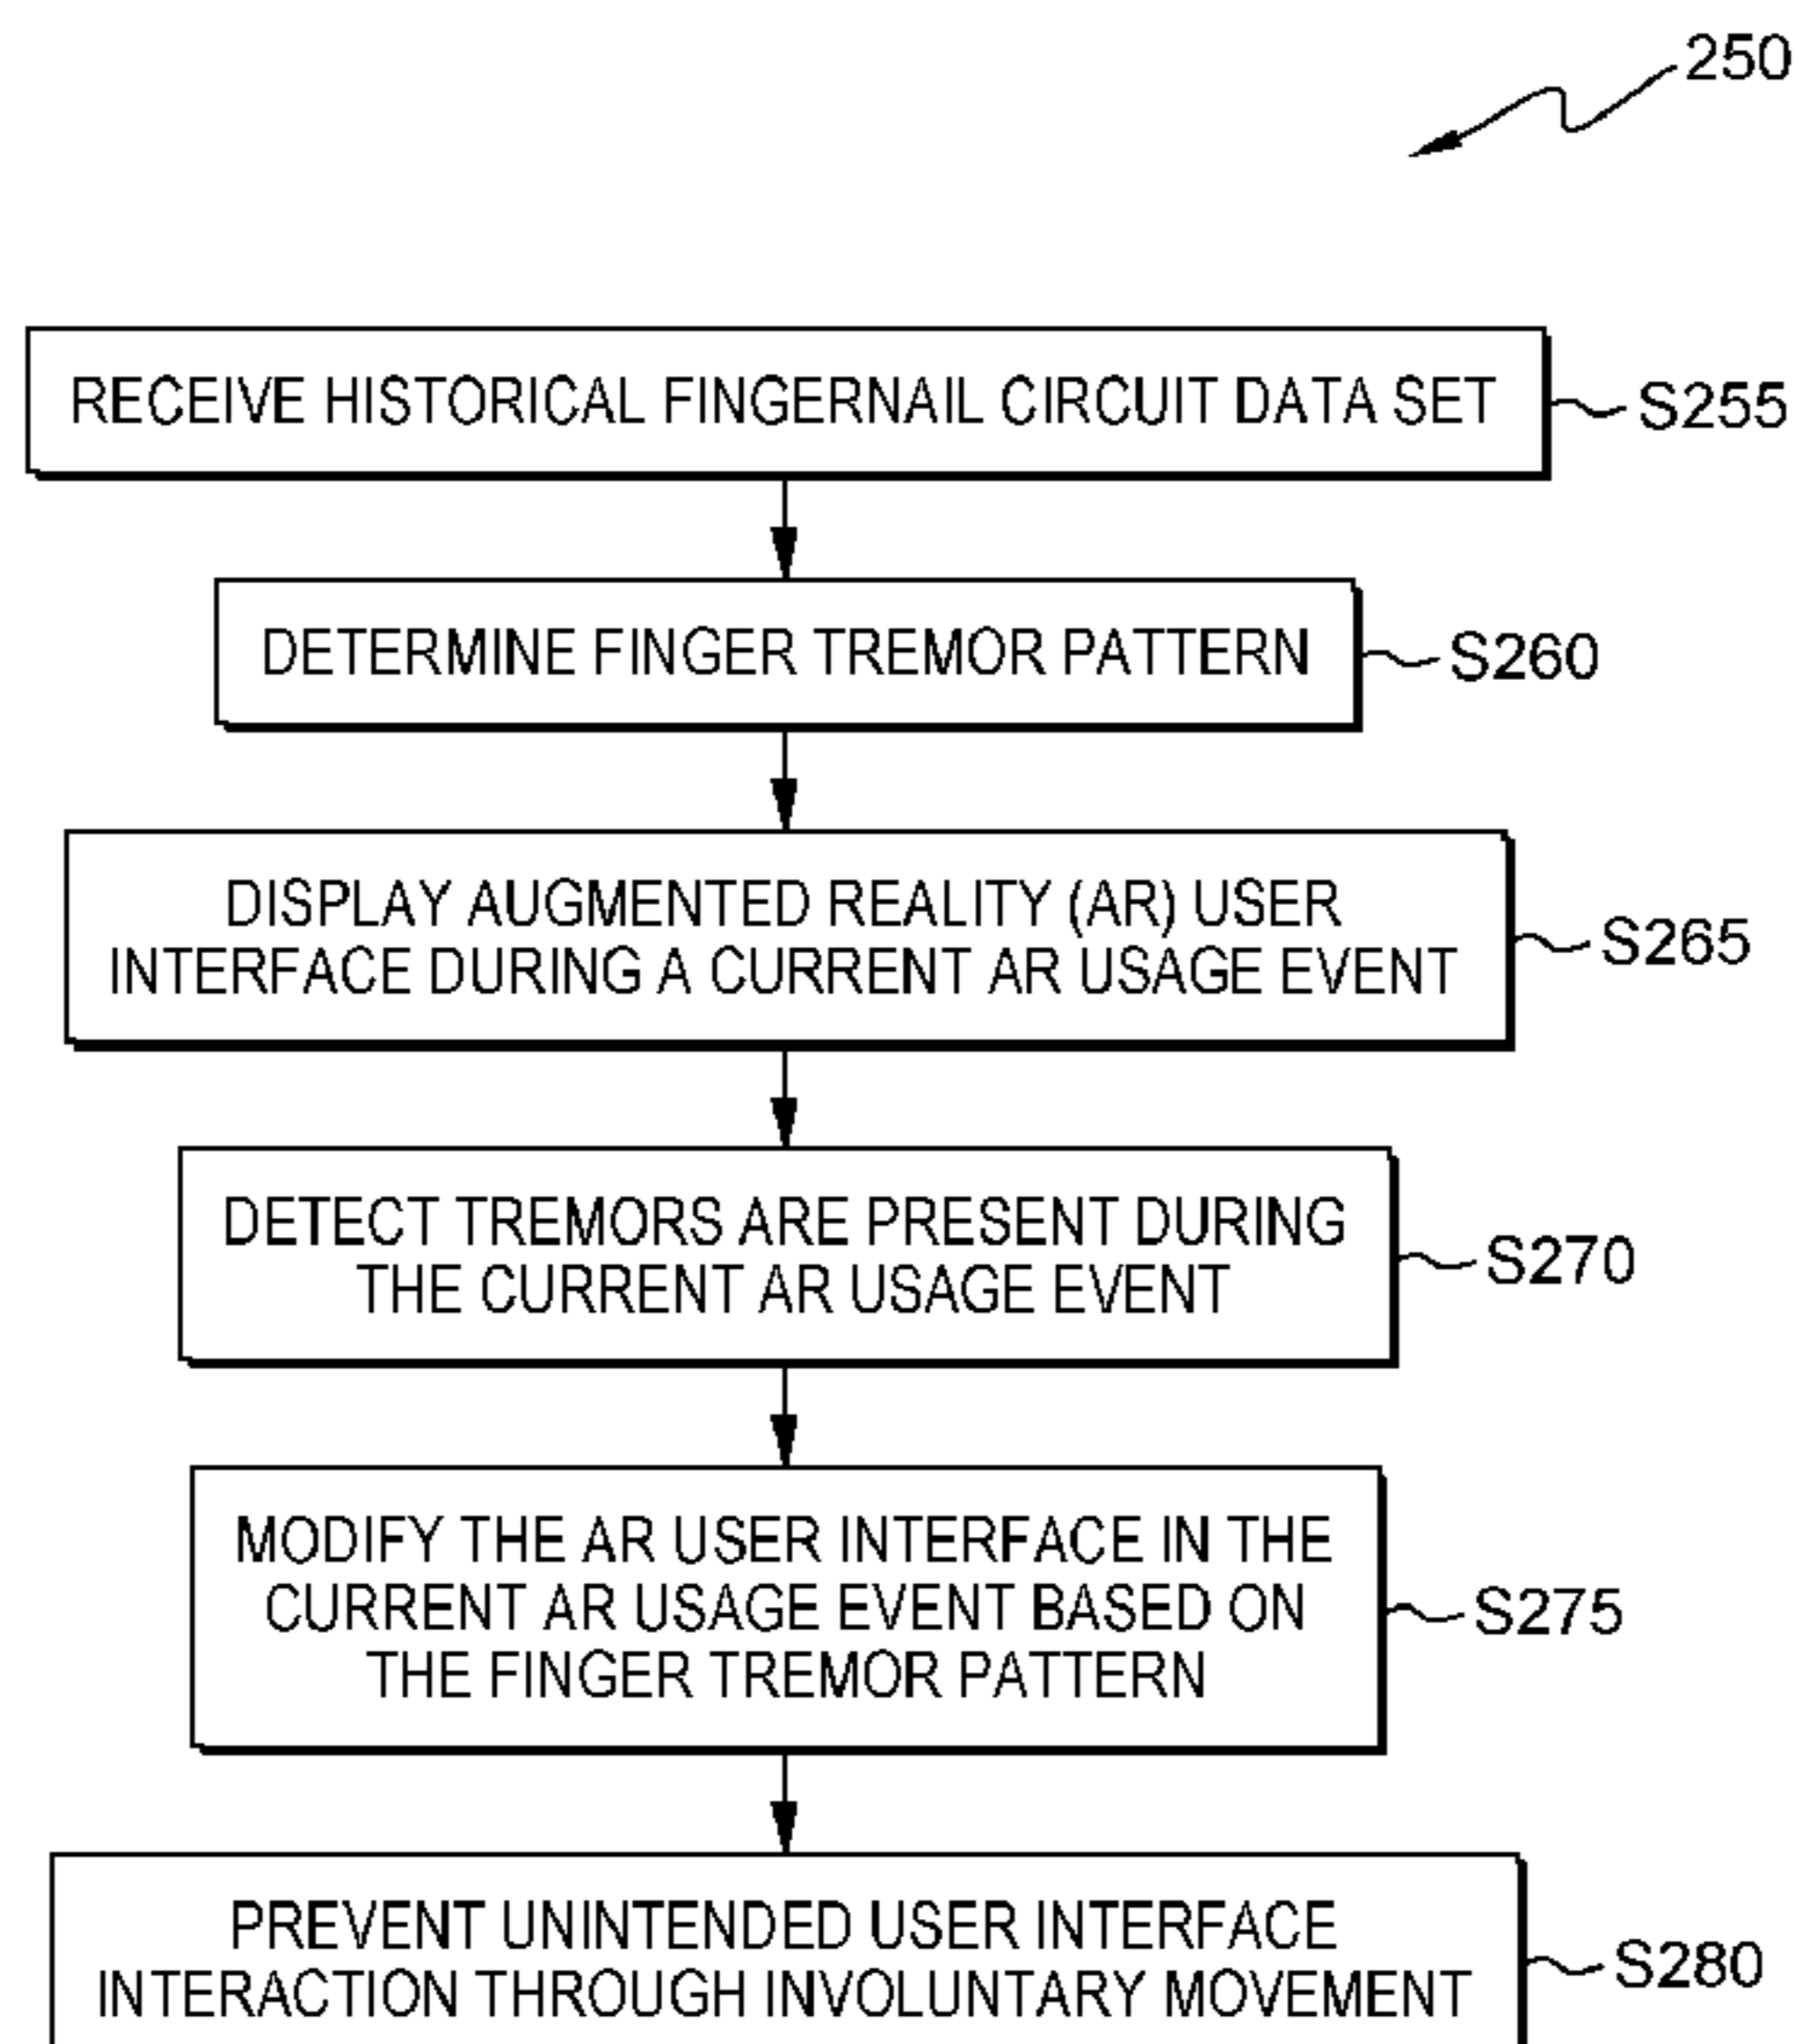 250
RECEIVE HISTORICAL FINGERNAIL CIRCUIT DATA SET
S255
DETERMINE FINGER TREMOR PATTERN
S260
DISPLAY AUGMENTED REALITY (AR) USER
INTERFACE DURING A CURRENT AR USAGE EVENT
S265
DETECT TREMORS ARE PRESENT DURING
THE CURRENT AR USAGE EVENT
S270
MODIFY THE AR USER INTERFACE IN THE
CURRENT AR USAGE EVENT BASED ON
THE FINGER TREMOR PATTERN
S275
PREVENT UNINTENDED USER INTERFACE
INTERACTION THROUGH INVOLUNTARY MOVEMENT
S280